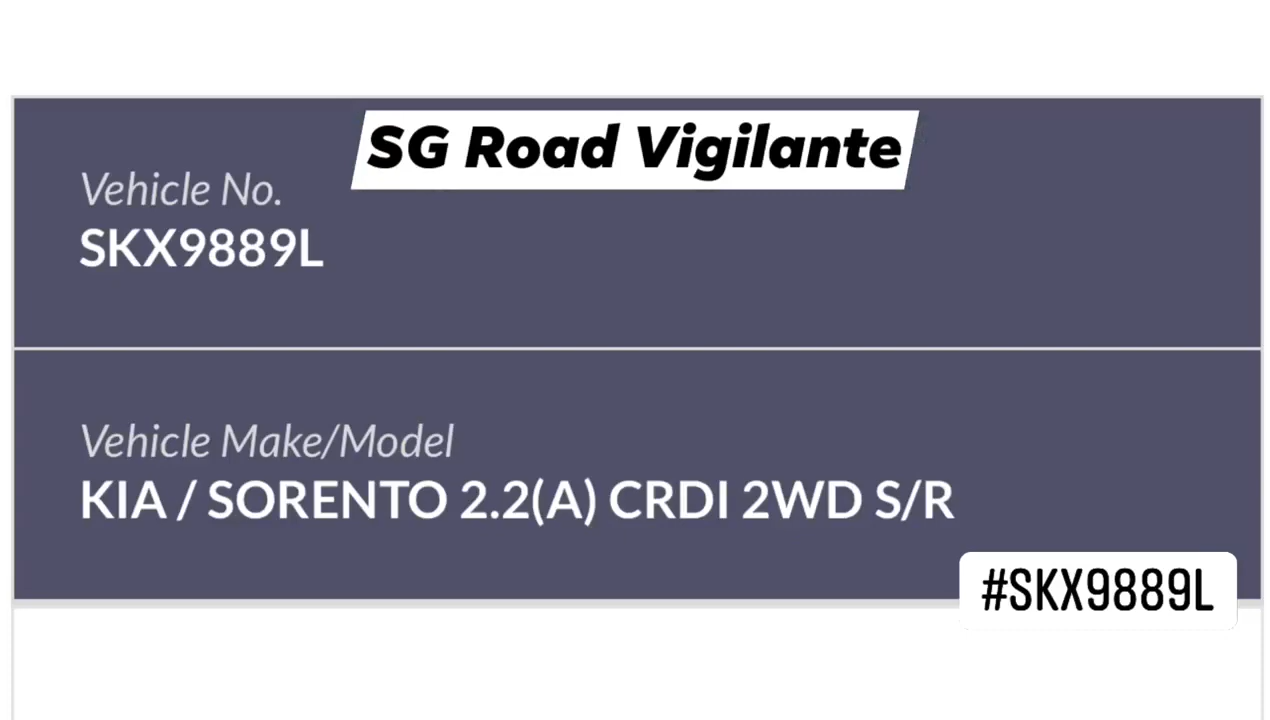 SG Road Vigilante
Vehicle No.
SKX9889L
Vehicle Make/Model
KIA / SORENTO 2.2(A) CRDI 2WD S/R
#SKX9889L